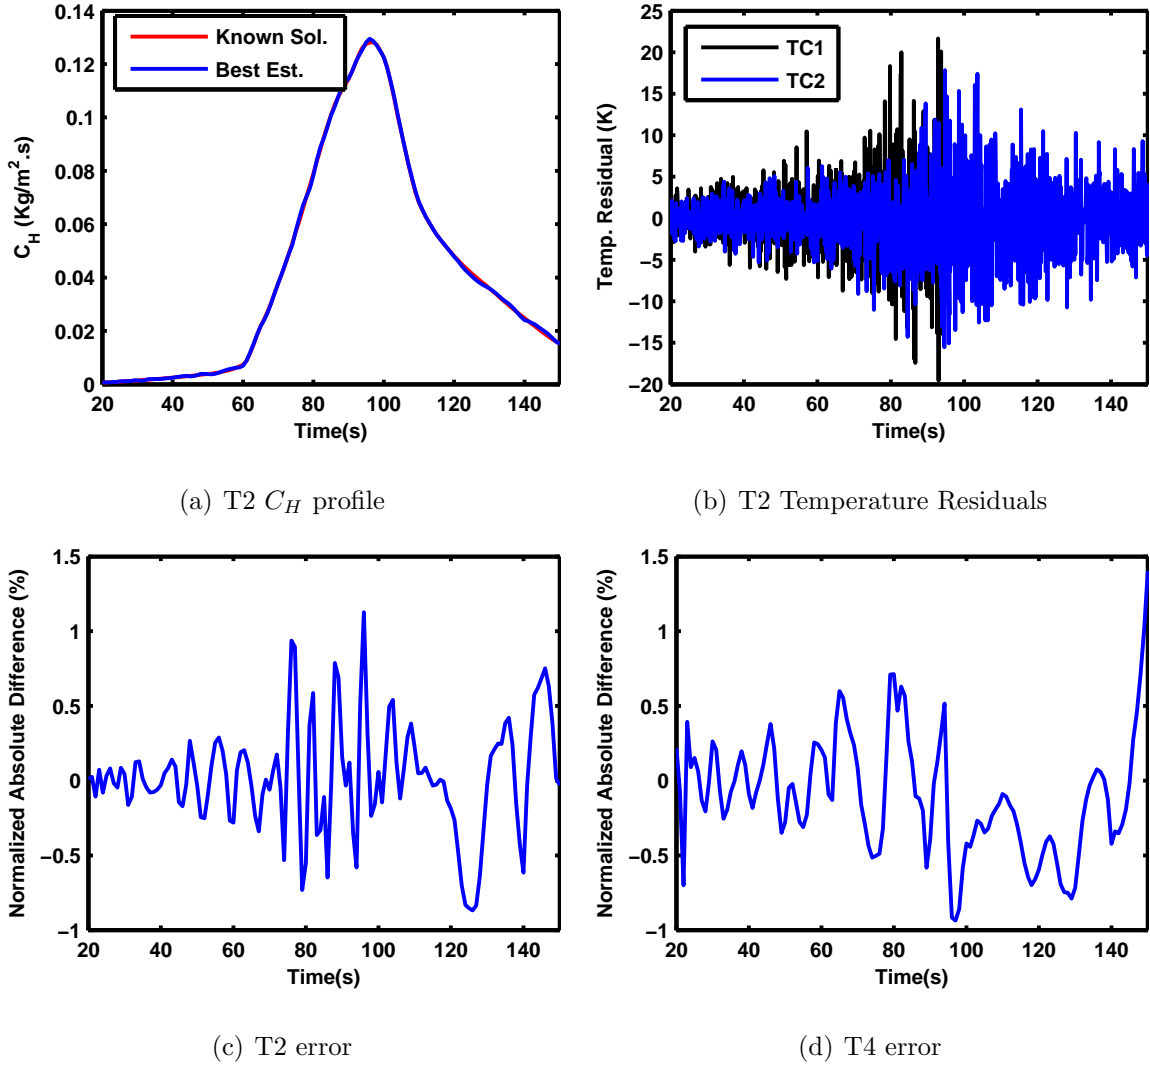 0.14
0.12
0.1
0.08
0.06
0.04
0.02
0
C_H (Kg/m².s)
Known Sol.
Best Est.
20 40 60 80 100 120 140
Time(s)
25
20
15
10
5
0
−5
−10
−15
−20
Temp. Residual (K)
TC1
TC2
20 40 60 80 100 120 140
Time(s)
(a) T2 C_H profile
(b) T2 Temperature Residuals
1.5
1
0.5
0
−0.5
−1
Normalized Absolute Difference (%)
20 40 60 80 100 120 140
Time(s)
1.5
1
0.5
0
−0.5
−1
Normalized Absolute Difference (%)
20 40 60 80 100 120 140
Time(s)
(c) T2 error
(d) T4 error